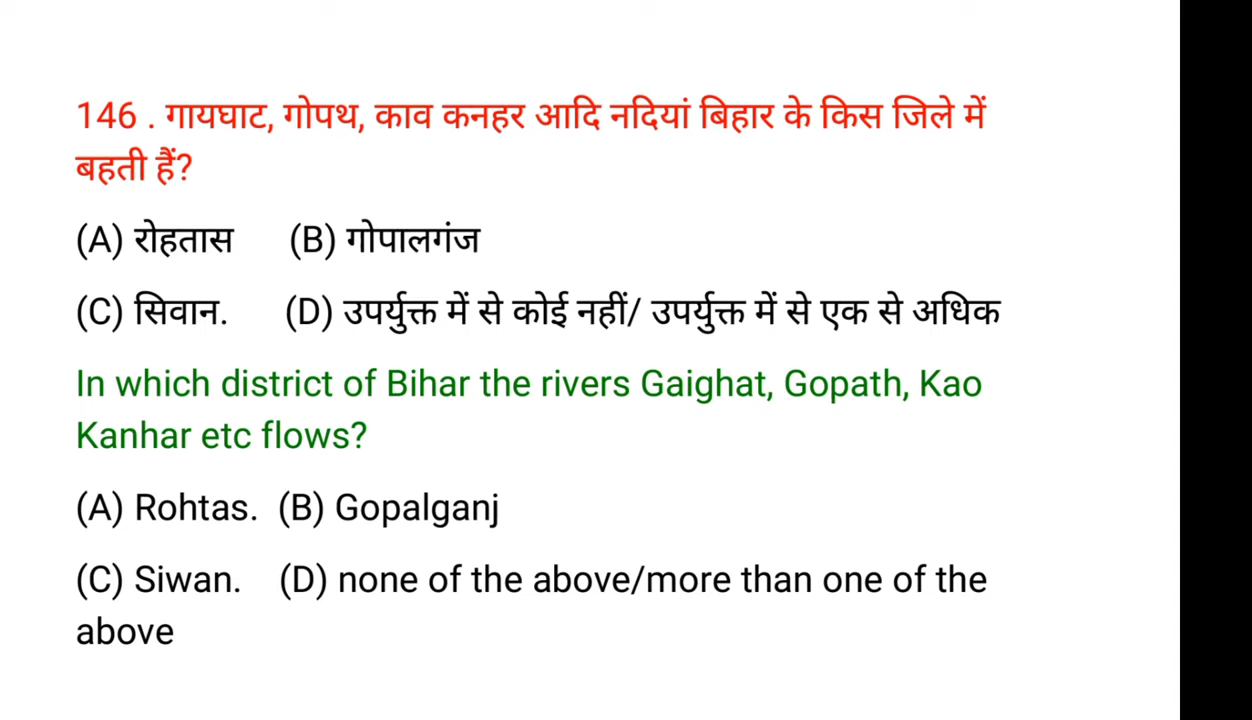 146 . गायघाट, गोपथ, काव कनहर आदि नदियां बिहार के किस जिले में
बहती हैं?
(A) रोहतास (B) गोपालगंज
(C) सिवान. (D) उपर्युक्त में से कोई नहीं/ उपर्युक्त में से एक से अधिक
In which district of Bihar the rivers Gaighat, Gopath, Kao
Kanhar etc flows?
(A) Rohtas. (B) Gopalganj
(C) Siwan. (D) none of the above/more than one of the
above